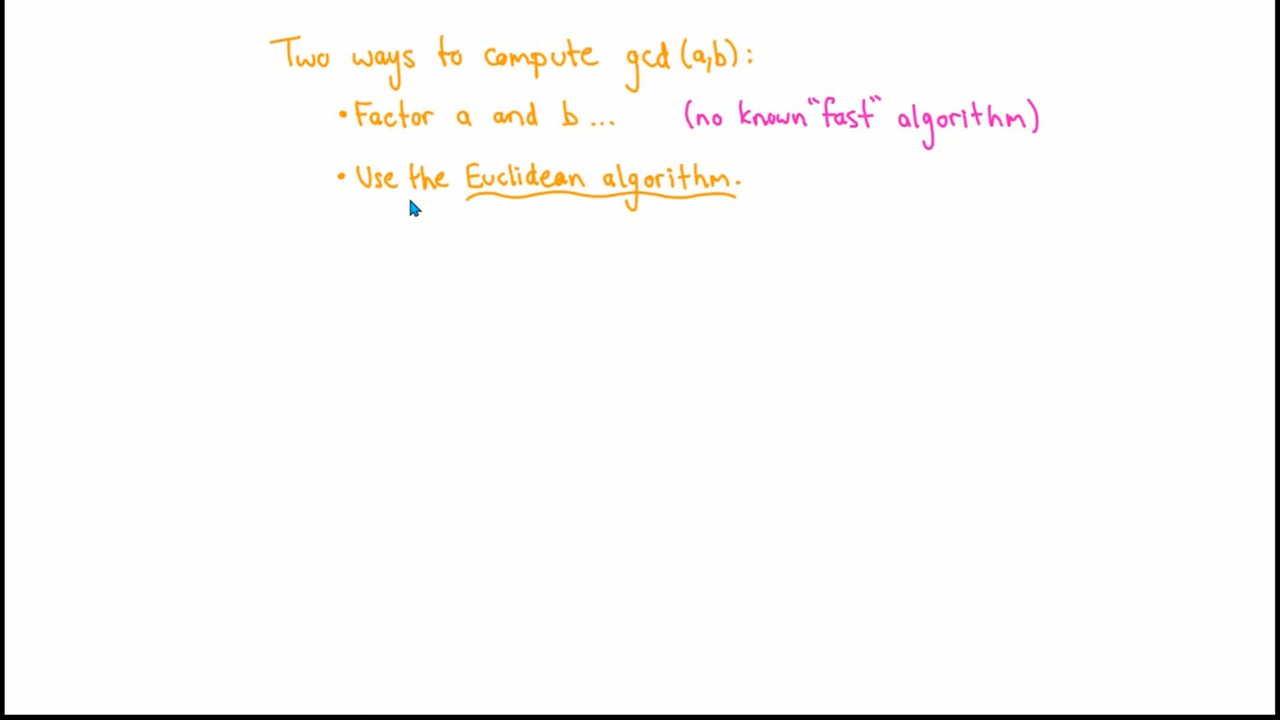 Two ways to compute gcd(a,b):
• Factor a and b... (no known "fast" algorithm)
• Use the Euclidean algorithm.